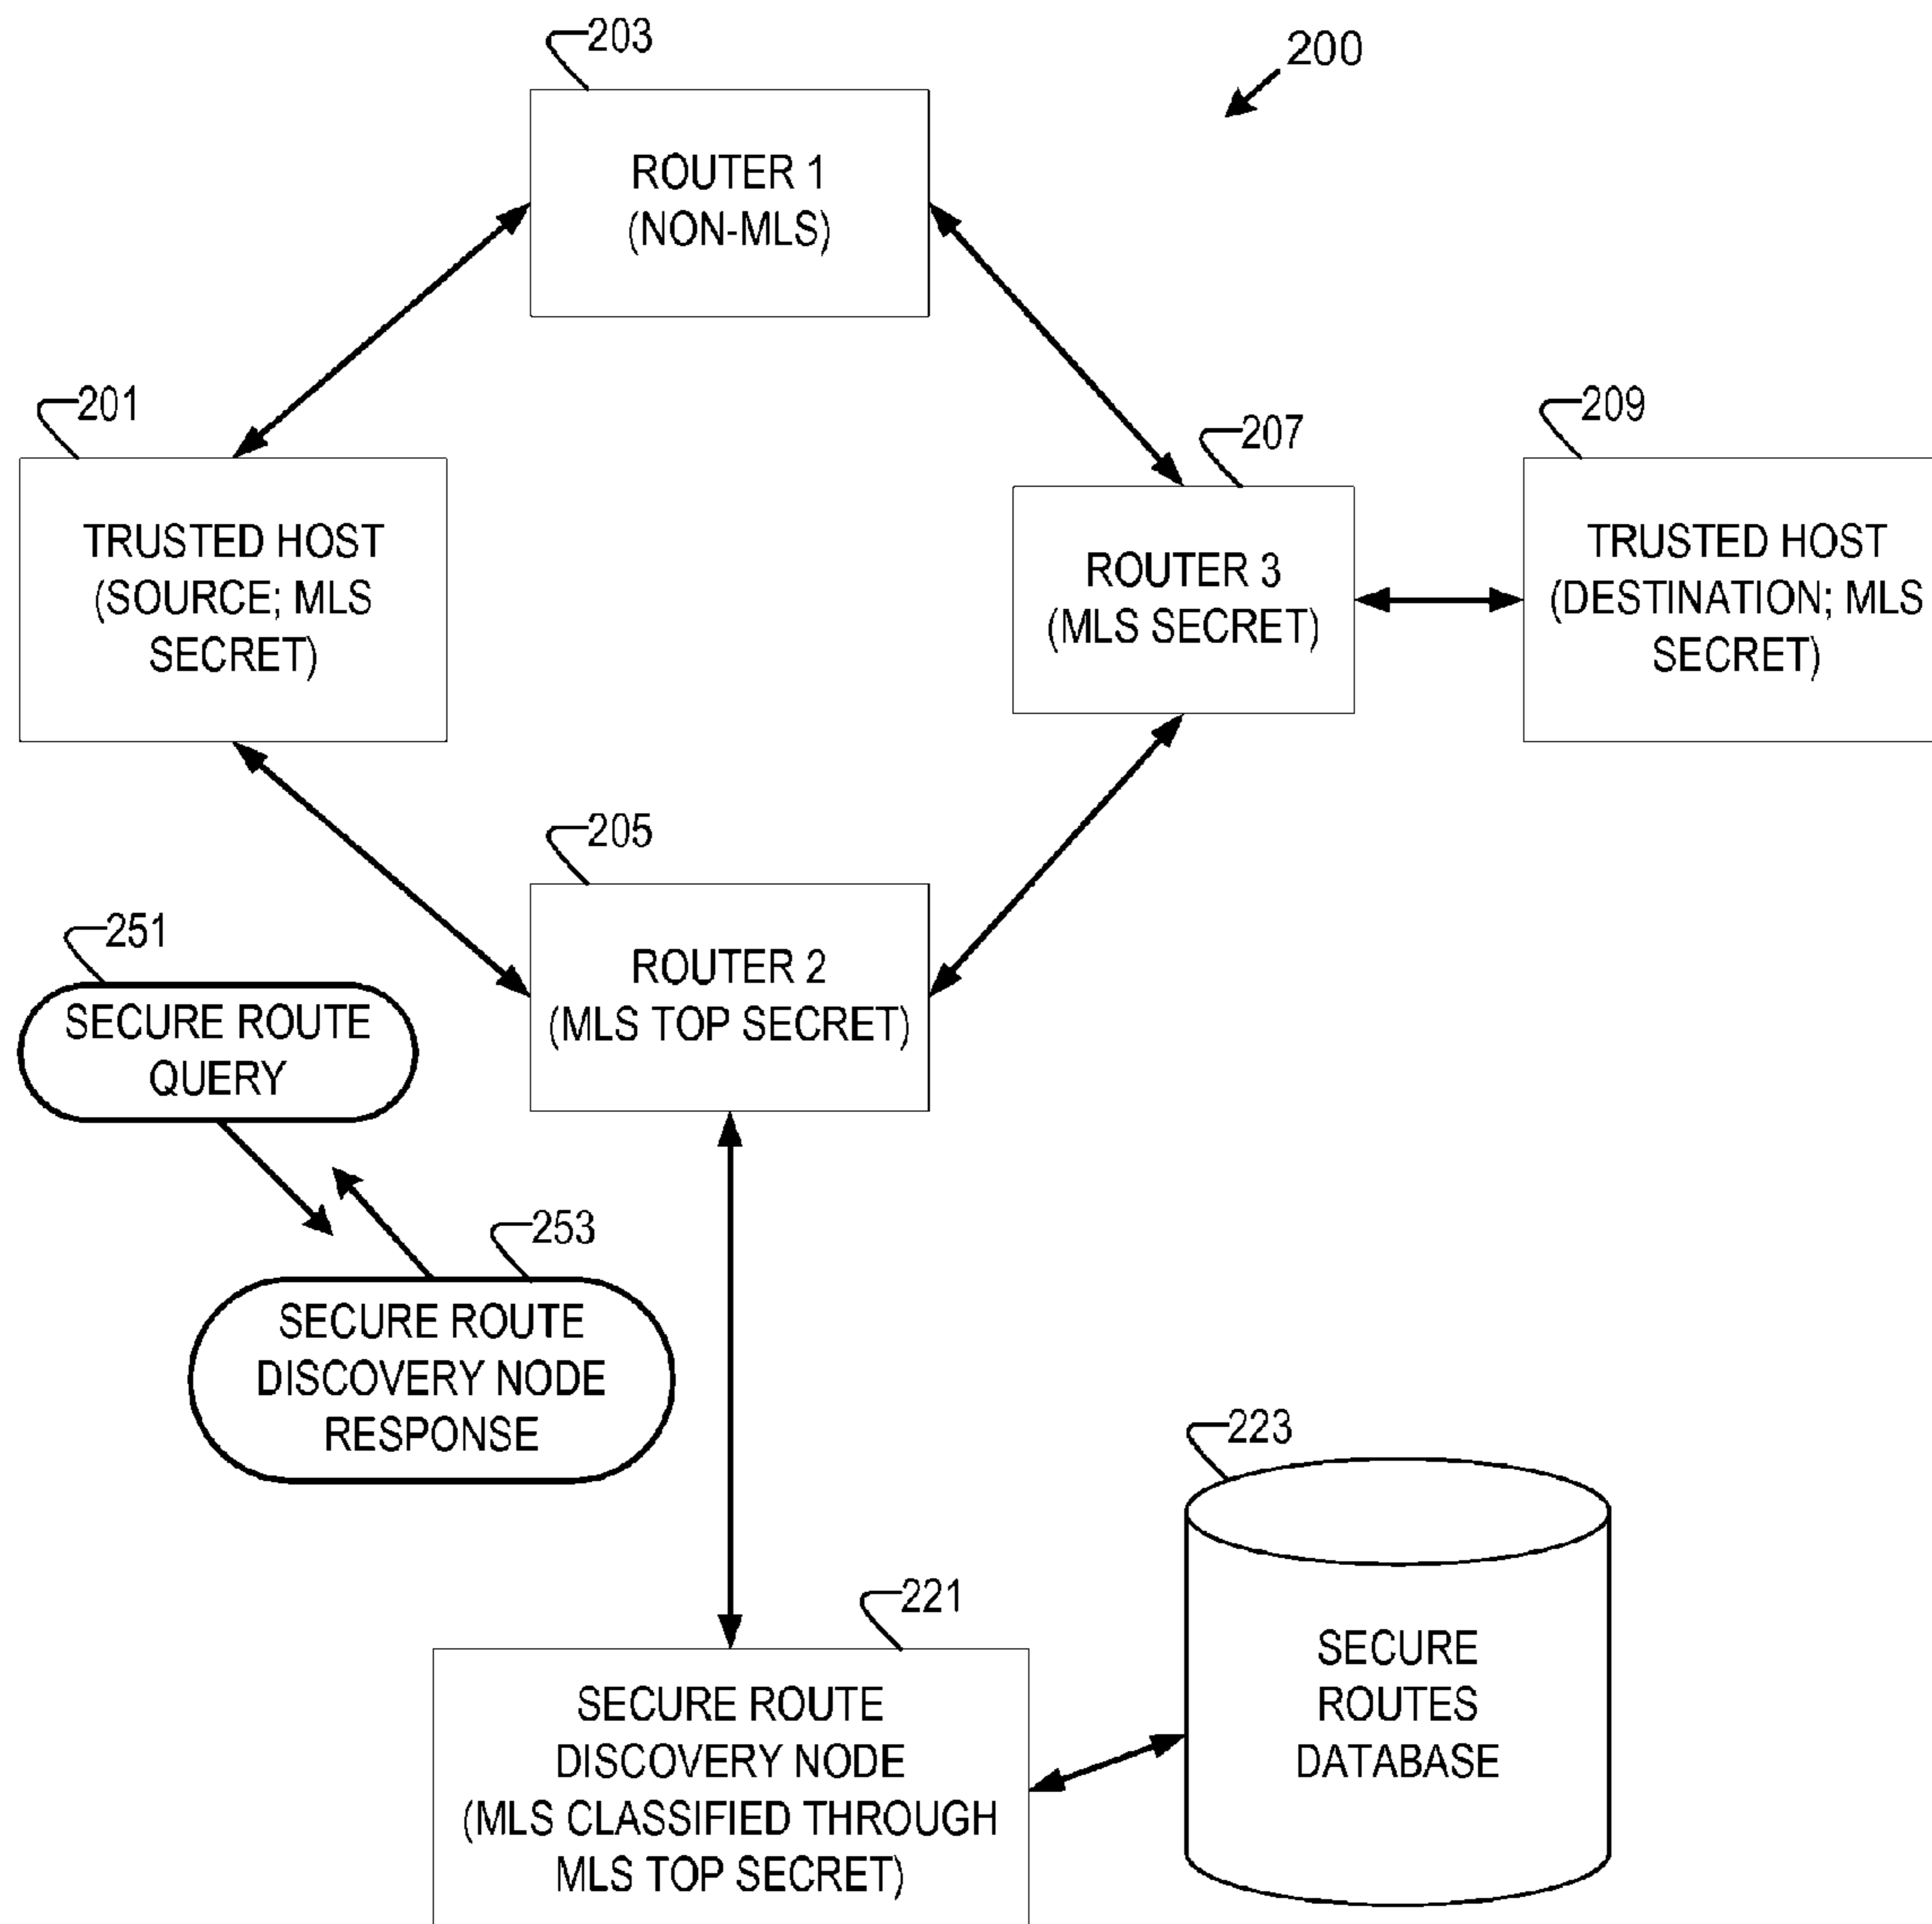 203
200
ROUTER 1
(NON-MLS)
201
207
209
TRUSTED HOST
(SOURCE; MLS
SECRET)
ROUTER 3
(MLS SECRET)
TRUSTED HOST
(DESTINATION; MLS
SECRET)
205
ROUTER 2
(MLS TOP SECRET)
251
SECURE ROUTE
QUERY
253
SECURE ROUTE
DISCOVERY NODE
RESPONSE
223
SECURE
ROUTES
DATABASE
221
SECURE ROUTE
DISCOVERY NODE
(MLS CLASSIFIED THROUGH
MLS TOP SECRET)